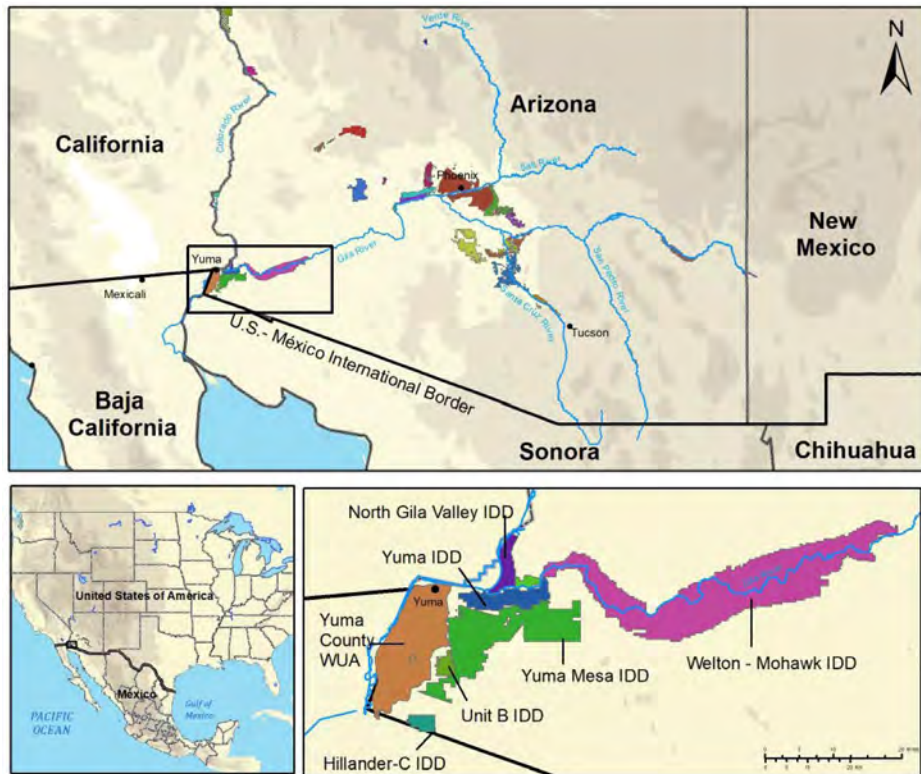 N
Verde River
Arizona
California
Colorado River
Salt River
Phoenix
New
Mexico
Gila River
San Pedro River
Yuma
Mexicali
Santa Cruz River
Tucson
U.S.- México International Border
Baja
California
Sonora
Chihuahua
United States of America
México
Gulf of
Mexico
PACIFIC
OCEAN
North Gila Valley IDD
Yuma IDD
Yuma
Yuma
County
WUA
Yuma Mesa IDD
Welton - Mohawk IDD
Unit B IDD
Hillander-C IDD